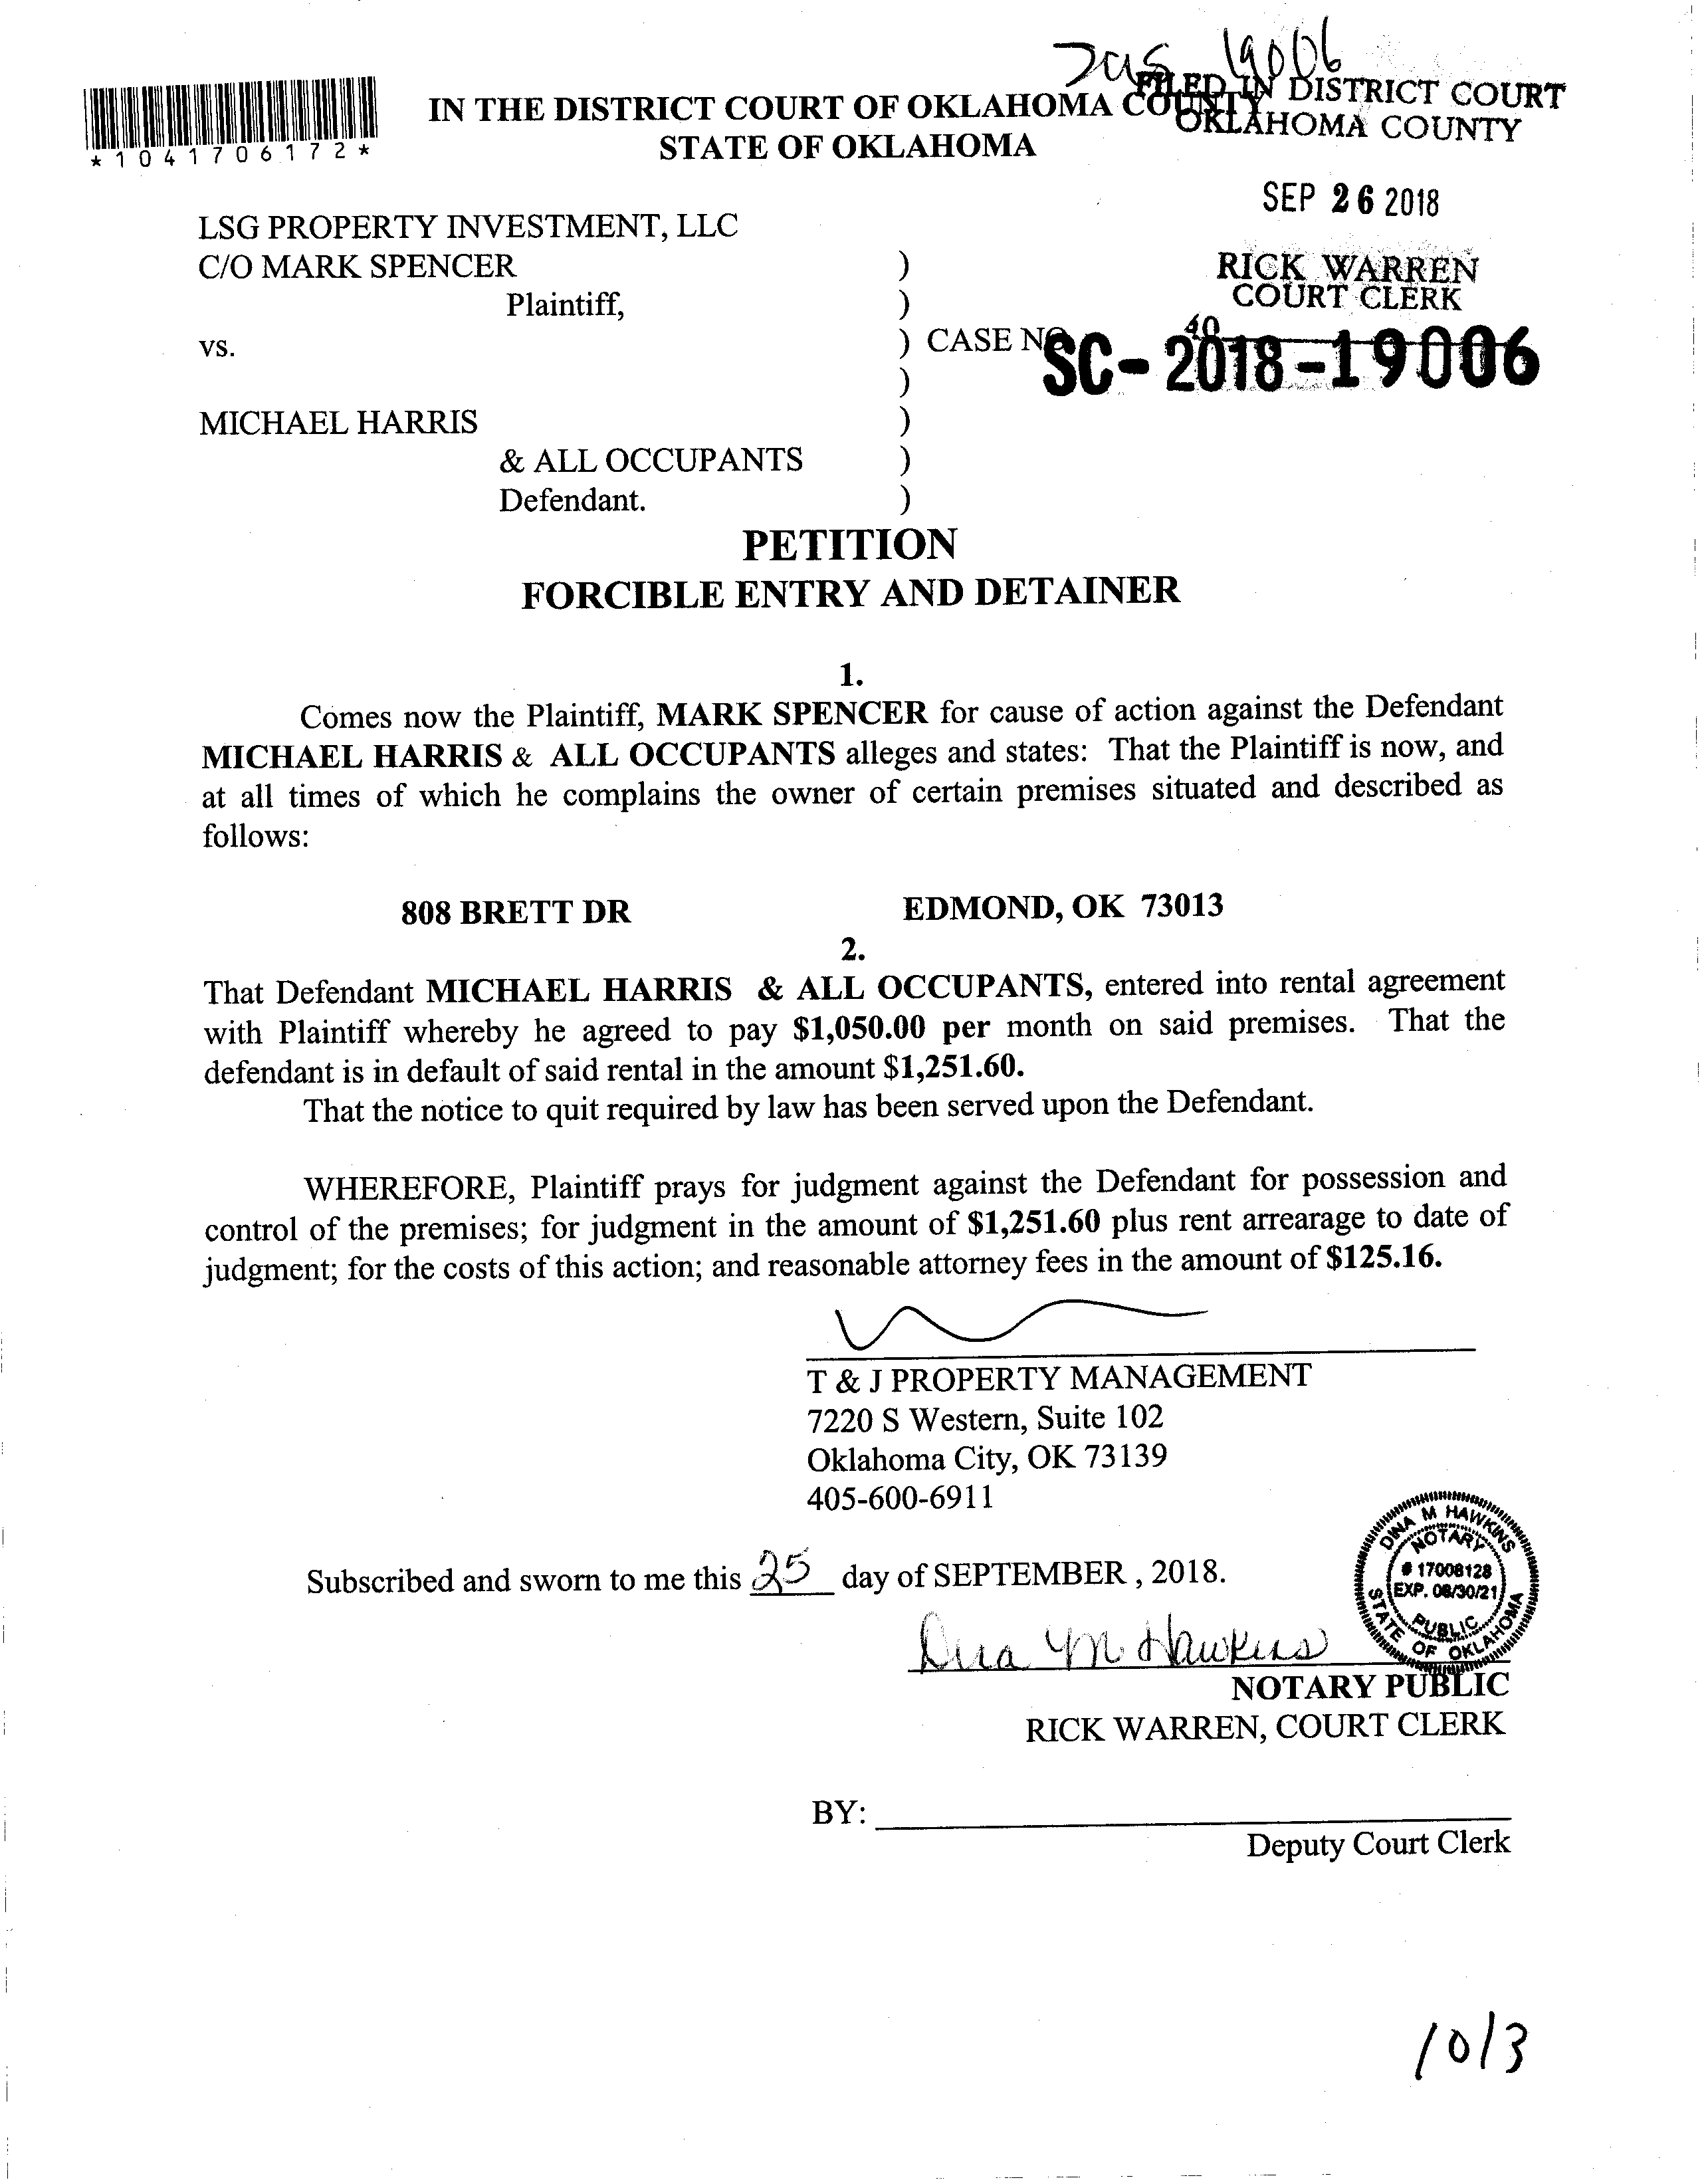 19006
FILED IN DISTRICT COURT
OKLAHOMA COUNTY
IN THE DISTRICT COURT OF OKLAHOMA COUNTY
STATE OF OKLAHOMA
*1041706172*
SEP 26 2018
RICK WARREN
COURT CLERK
40
LSG PROPERTY INVESTMENT, LLC
C/O MARK SPENCER )
Plaintiff, )
vs. ) CASE NO. SC-2018-19006
)
MICHAEL HARRIS )
& ALL OCCUPANTS )
Defendant. )
PETITION
FORCIBLE ENTRY AND DETAINER
1.
Comes now the Plaintiff, MARK SPENCER for cause of action against the Defendant
MICHAEL HARRIS & ALL OCCUPANTS alleges and states: That the Plaintiff is now, and
at all times of which he complains the owner of certain premises situated and described as
follows:
808 BRETT DR EDMOND, OK 73013
2.
That Defendant MICHAEL HARRIS & ALL OCCUPANTS, entered into rental agreement
with Plaintiff whereby he agreed to pay $1,050.00 per month on said premises. That the
defendant is in default of said rental in the amount $1,251.60.
That the notice to quit required by law has been served upon the Defendant.
WHEREFORE, Plaintiff prays for judgment against the Defendant for possession and
control of the premises; for judgment in the amount of $1,251.60 plus rent arrearage to date of
judgment; for the costs of this action; and reasonable attorney fees in the amount of $125.16.
T & J PROPERTY MANAGEMENT
7220 S Western, Suite 102
Oklahoma City, OK 73139
405-600-6911
Subscribed and sworn to me this 25 day of SEPTEMBER , 2018.
DINA M HAWKINS
NOTARY
# 17008128
EXP. 08/30/21
PUBLIC
STATE OF OKLAHOMA
Dina M Hawkins
NOTARY PUBLIC
RICK WARREN, COURT CLERK
BY:
Deputy Court Clerk
10/3